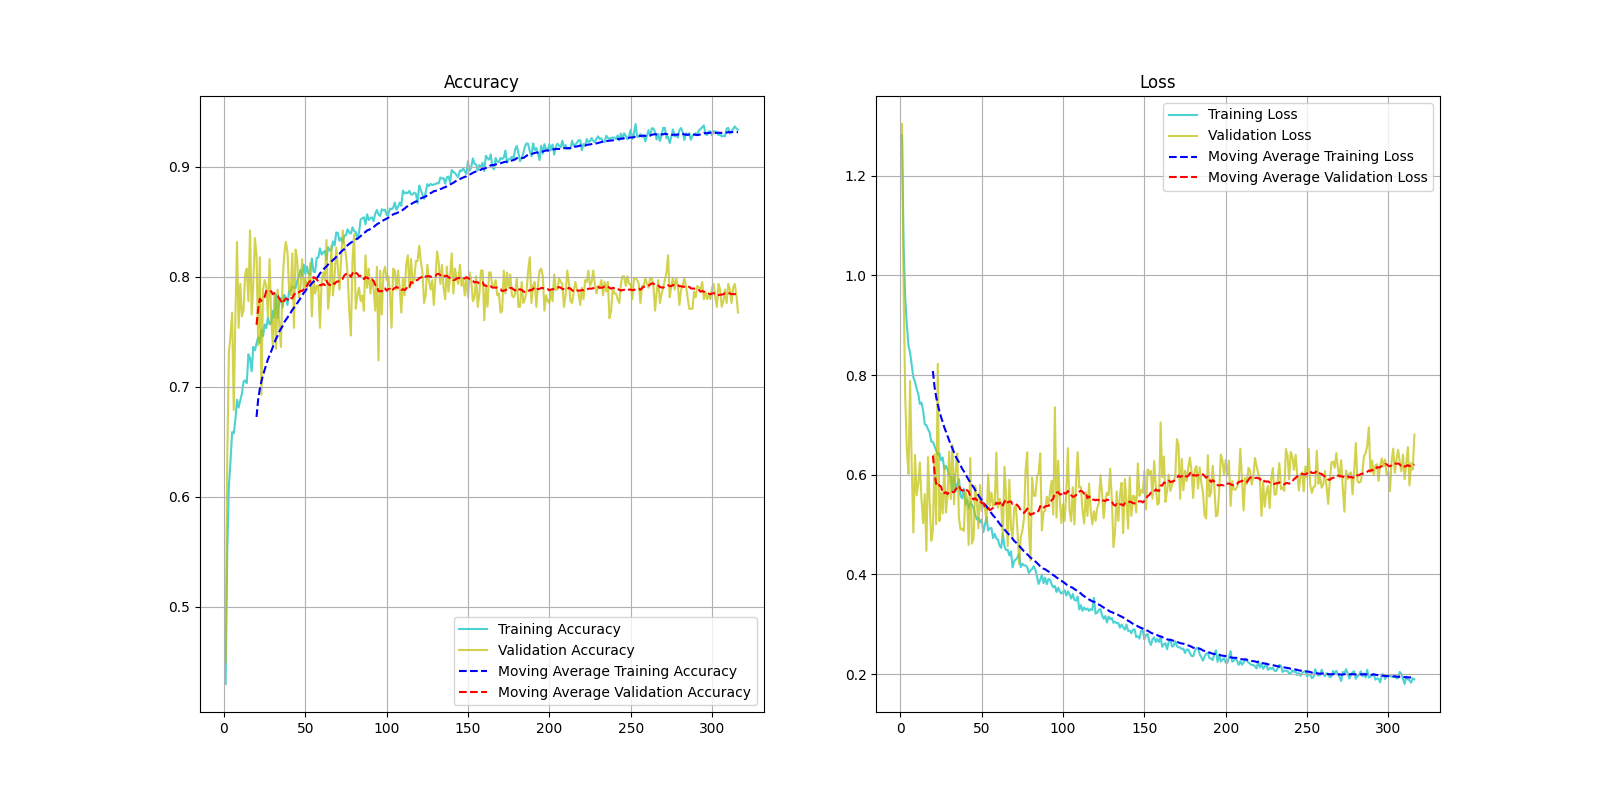 Accuracy
0.9
0.8
0.7
0.6
0.5
Training Accuracy
Validation Accuracy
Moving Average Training Accuracy
Moving Average Validation Accuracy
0 50 100 150 200 250 300
Loss
Training Loss
Validation Loss
Moving Average Training Loss
Moving Average Validation Loss
1.2
1.0
0.8
0.6
0.4
0.2
0 50 100 150 200 250 300